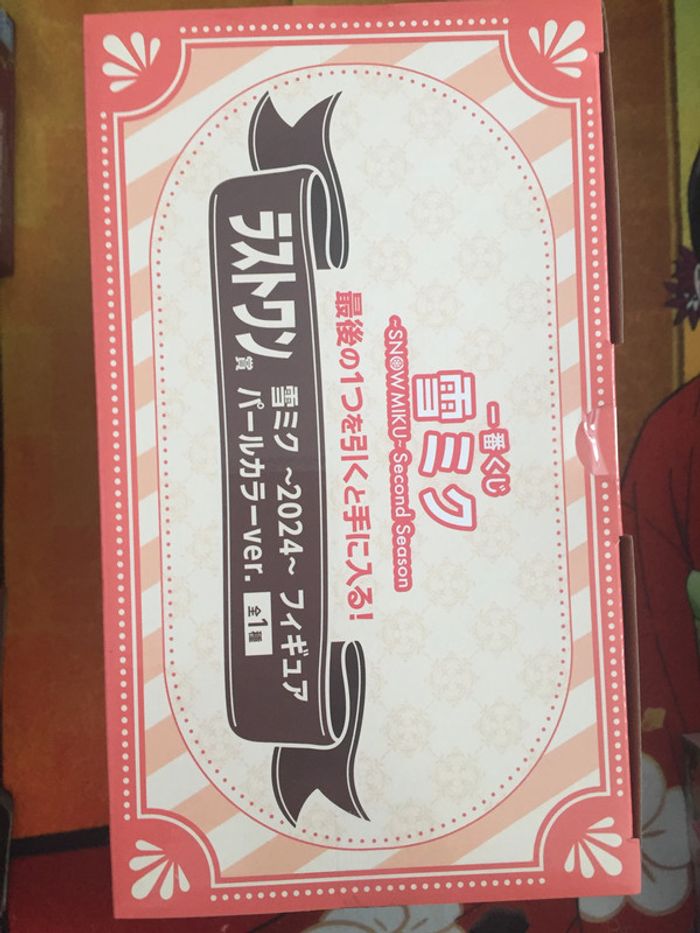 一番くじ
雪ミク
~SNOW MIKU~ Second Season
最後の1つを引くと手に入る!
ラストワン賞
雪ミク ~2024~ フィギュア
パールカラーver. 全1種